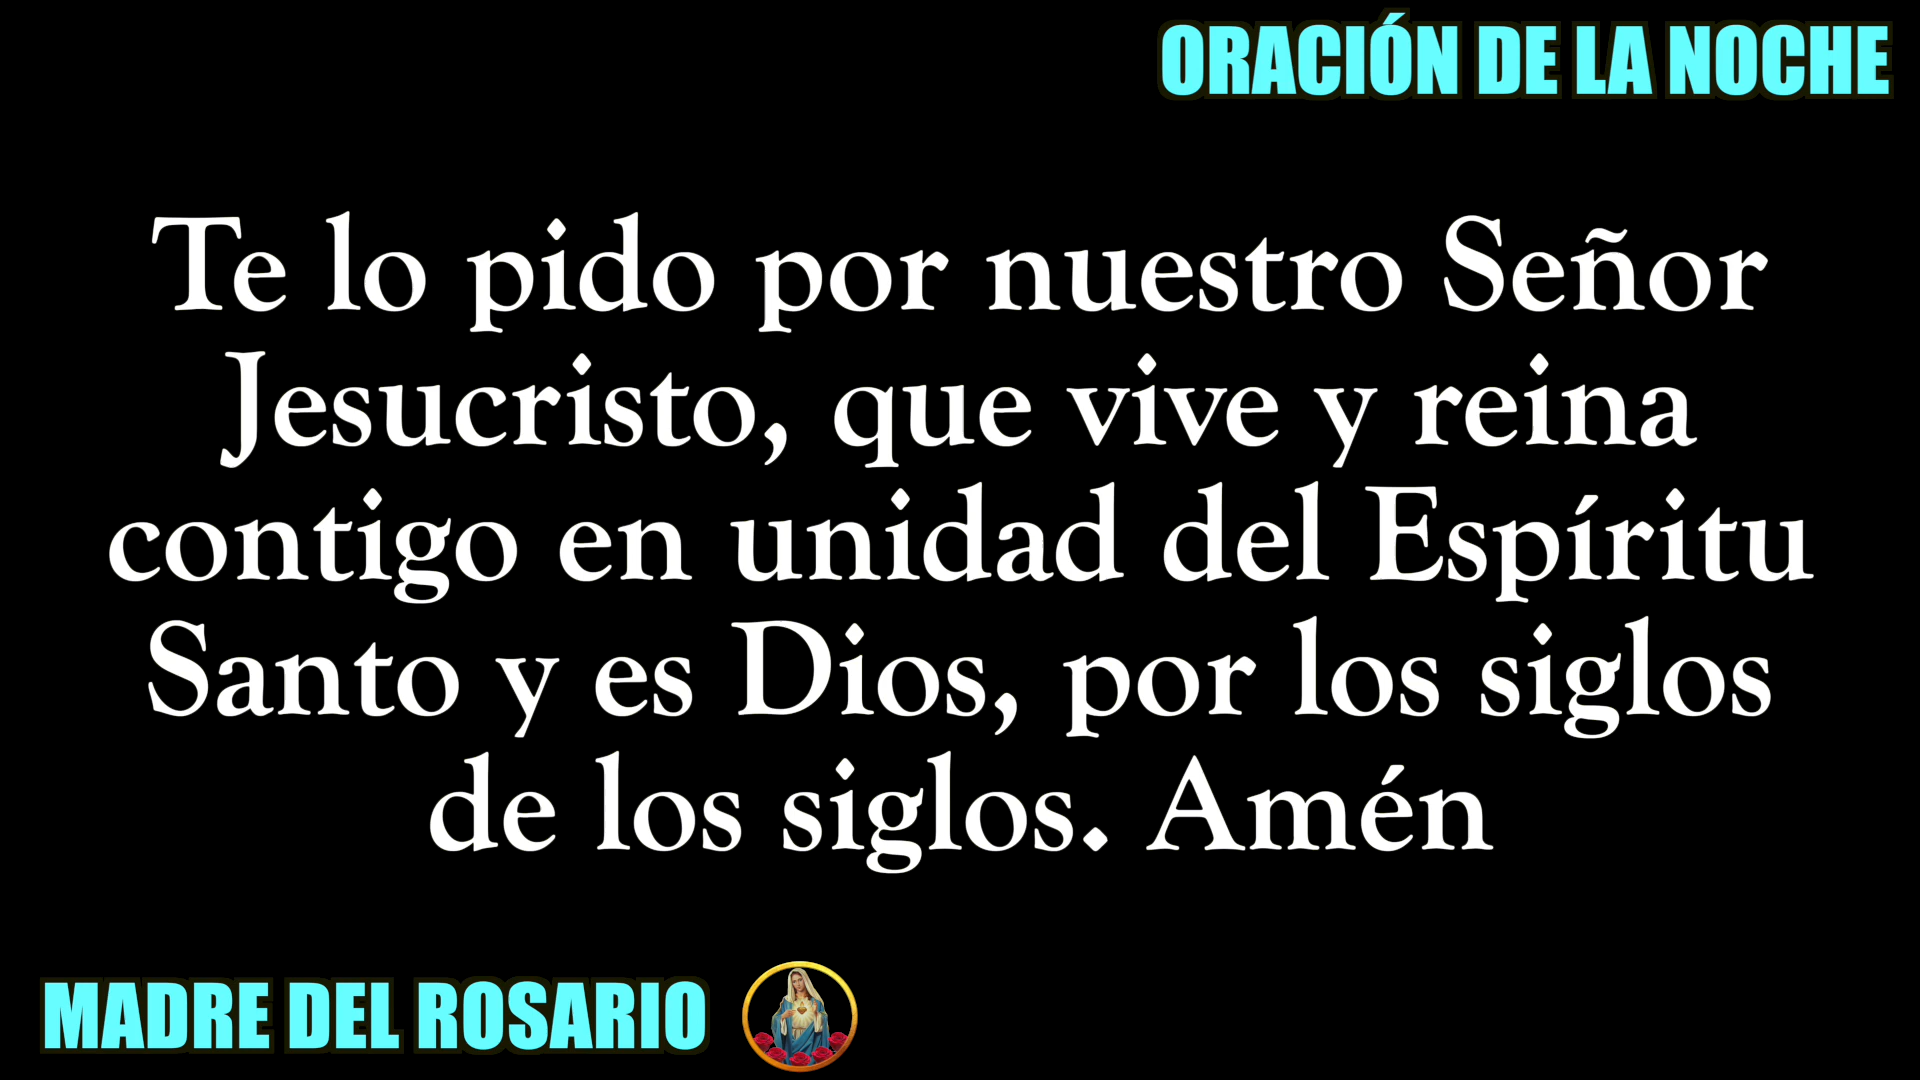 ORACIÓN DE LA NOCHE
Te lo pido por nuestro Señor
Jesucristo, que vive y reina
contigo en unidad del Espíritu
Santo y es Dios, por los siglos
de los siglos. Amén
MADRE DEL ROSARIO